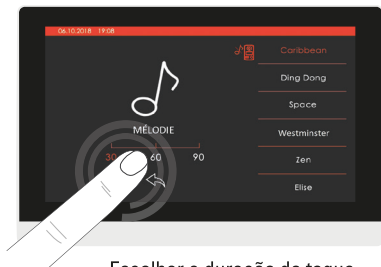 06.10.2018 19:08
Caribbean
Ding Dong
Space
MÉLODIE
Westminster
30 60 90
Zen
Elise
Escolher a duração do toque